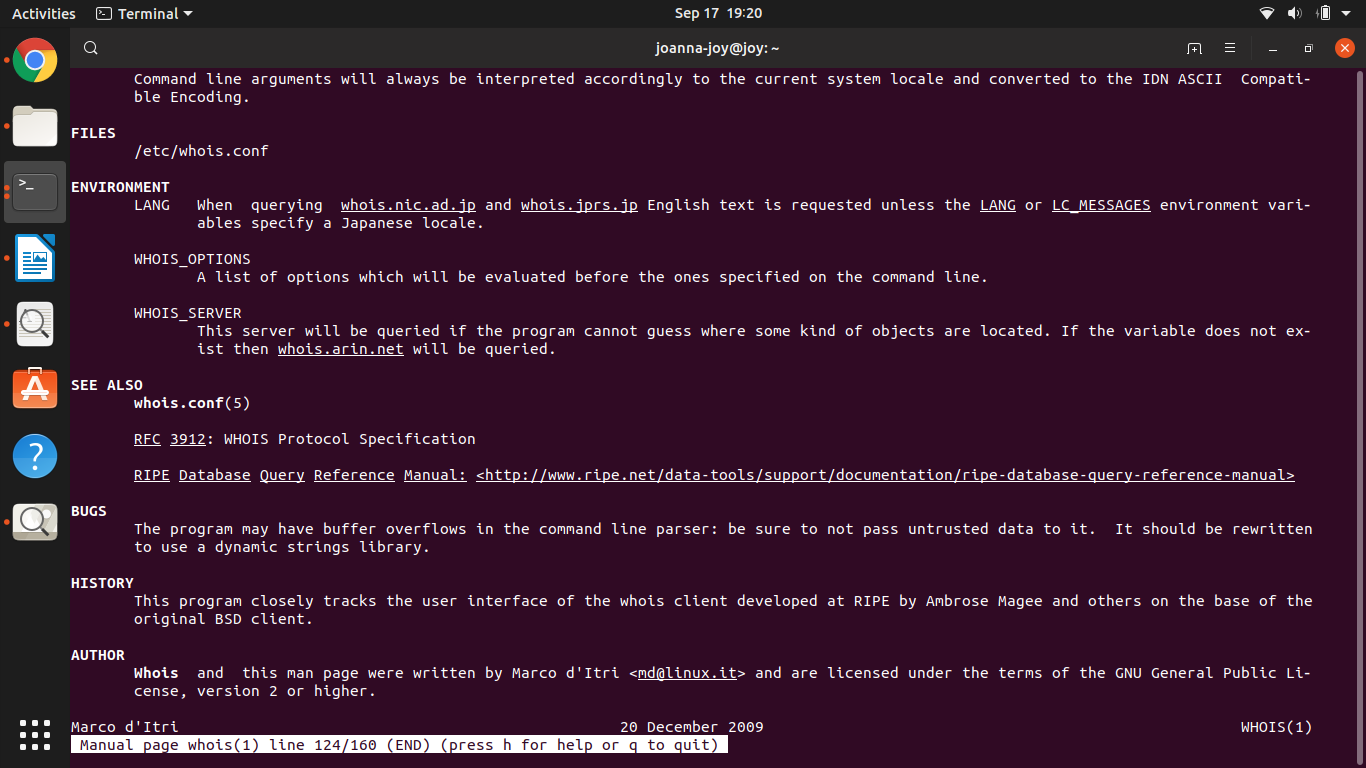 Activities Terminal Sep 17 19:20
joanna-joy@joy: ~
Command line arguments will always be interpreted accordingly to the current system locale and converted to the IDN ASCII Compati-
ble Encoding.
FILES
/etc/whois.conf
ENVIRONMENT
LANG When querying whois.nic.ad.jp and whois.jprs.jp English text is requested unless the LANG or LC_MESSAGES environment vari-
ables specify a Japanese locale.
WHOIS_OPTIONS
A list of options which will be evaluated before the ones specified on the command line.
WHOIS_SERVER
This server will be queried if the program cannot guess where some kind of objects are located. If the variable does not ex-
ist then whois.arin.net will be queried.
SEE ALSO
whois.conf(5)
RFC 3912: WHOIS Protocol Specification
RIPE Database Query Reference Manual: <http://www.ripe.net/data-tools/support/documentation/ripe-database-query-reference-manual>
BUGS
The program may have buffer overflows in the command line parser: be sure to not pass untrusted data to it. It should be rewritten
to use a dynamic strings library.
HISTORY
This program closely tracks the user interface of the whois client developed at RIPE by Ambrose Magee and others on the base of the
original BSD client.
AUTHOR
Whois and this man page were written by Marco d'Itri <md@linux.it> and are licensed under the terms of the GNU General Public Li-
cense, version 2 or higher.
Marco d'Itri 20 December 2009 WHOIS(1)
Manual page whois(1) line 124/160 (END) (press h for help or q to quit)